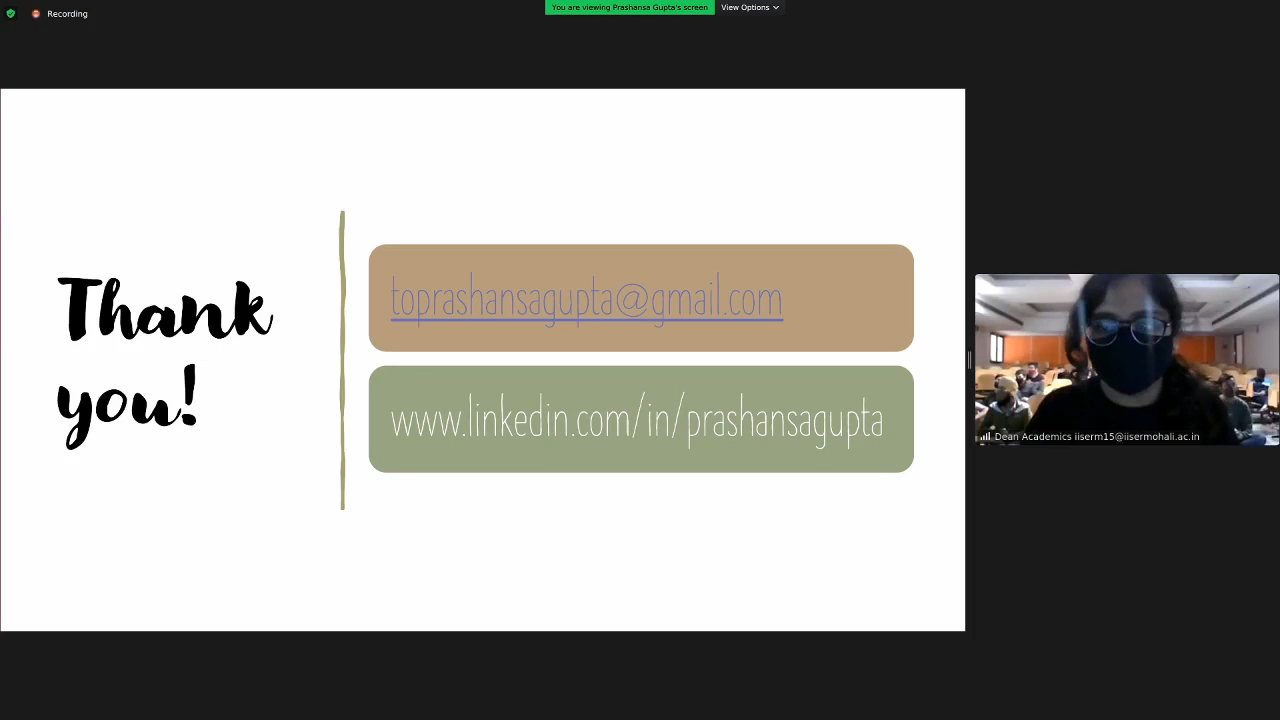 Recording
You are viewing Prashansa Gupta's screen
View Options
Thank
you!
toprashansagupta@gmail.com
www.linkedin.com/in/prashansagupta
Dean Academics iiserm15@iisermohali.ac.in